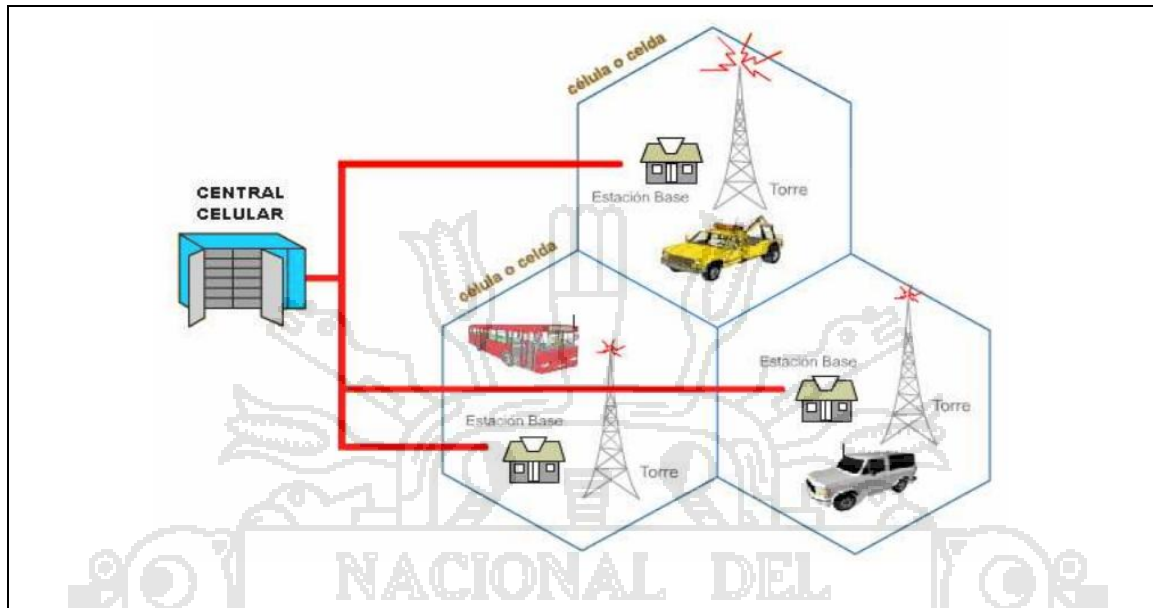 célula o celda
CENTRAL
CELULAR
Estación Base
Torre
célula o celda
Estación Base
Torre
Estación Base
Torre
NACIONAL DEL